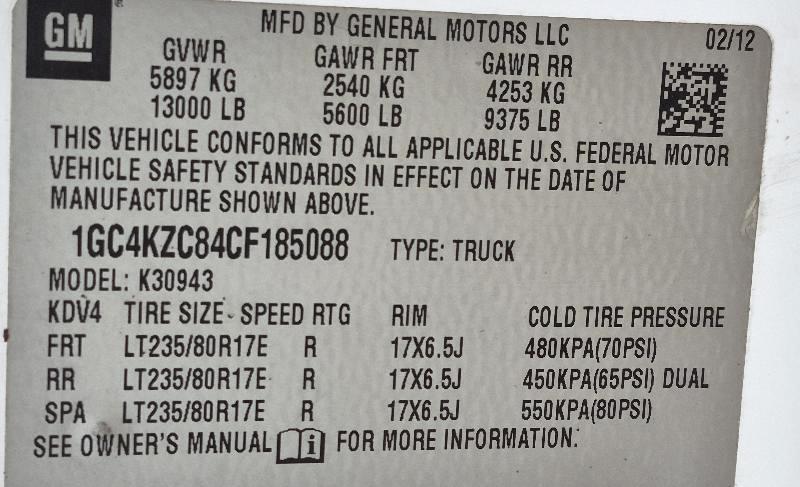 GM
MFD BY GENERAL MOTORS LLC 02/12
GVWR GAWR FRT GAWR RR
5897 KG 2540 KG 4253 KG
13000 LB 5600 LB 9375 LB
THIS VEHICLE CONFORMS TO ALL APPLICABLE U.S. FEDERAL MOTOR
VEHICLE SAFETY STANDARDS IN EFFECT ON THE DATE OF
MANUFACTURE SHOWN ABOVE.
1GC4KZC84CF185088 TYPE: TRUCK
MODEL: K30943
KDV4 TIRE SIZE - SPEED RTG RIM COLD TIRE PRESSURE
FRT LT235/80R17E R 17X6.5J 480KPA(70PSI)
RR LT235/80R17E R 17X6.5J 450KPA(65PSI) DUAL
SPA LT235/80R17E R 17X6.5J 550KPA(80PSI)
SEE OWNER'S MANUAL i FOR MORE INFORMATION.